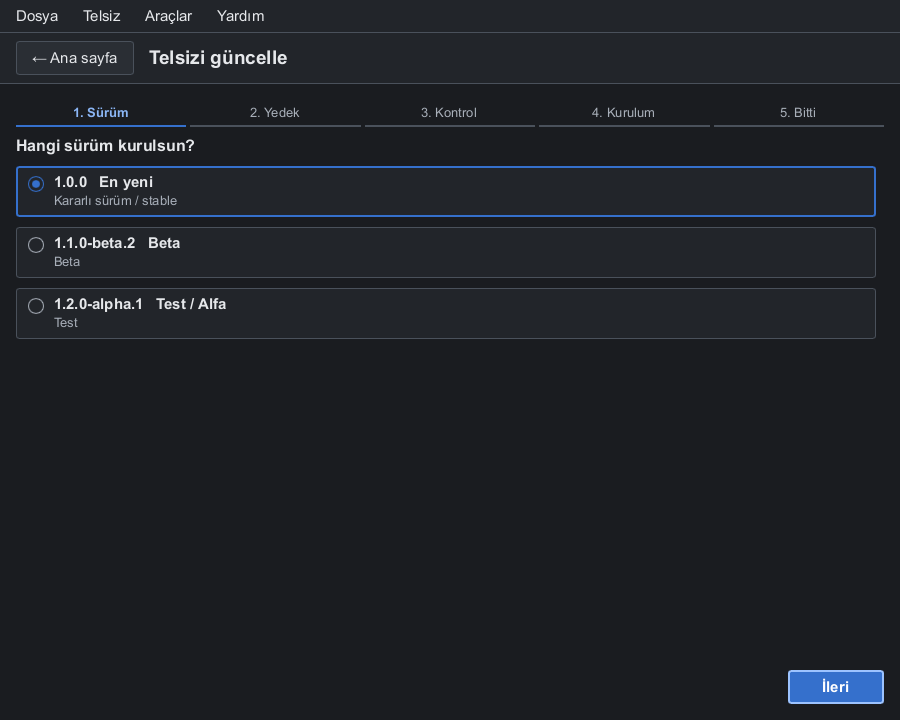 Dosya Telsiz Araçlar Yardım
← Ana sayfa Telsizi güncelle
1. Sürüm 2. Yedek 3. Kontrol 4. Kurulum 5. Bitti
Hangi sürüm kurulsun?
1.0.0 En yeni
Kararlı sürüm / stable
1.1.0-beta.2 Beta
Beta
1.2.0-alpha.1 Test / Alfa
Test
İleri